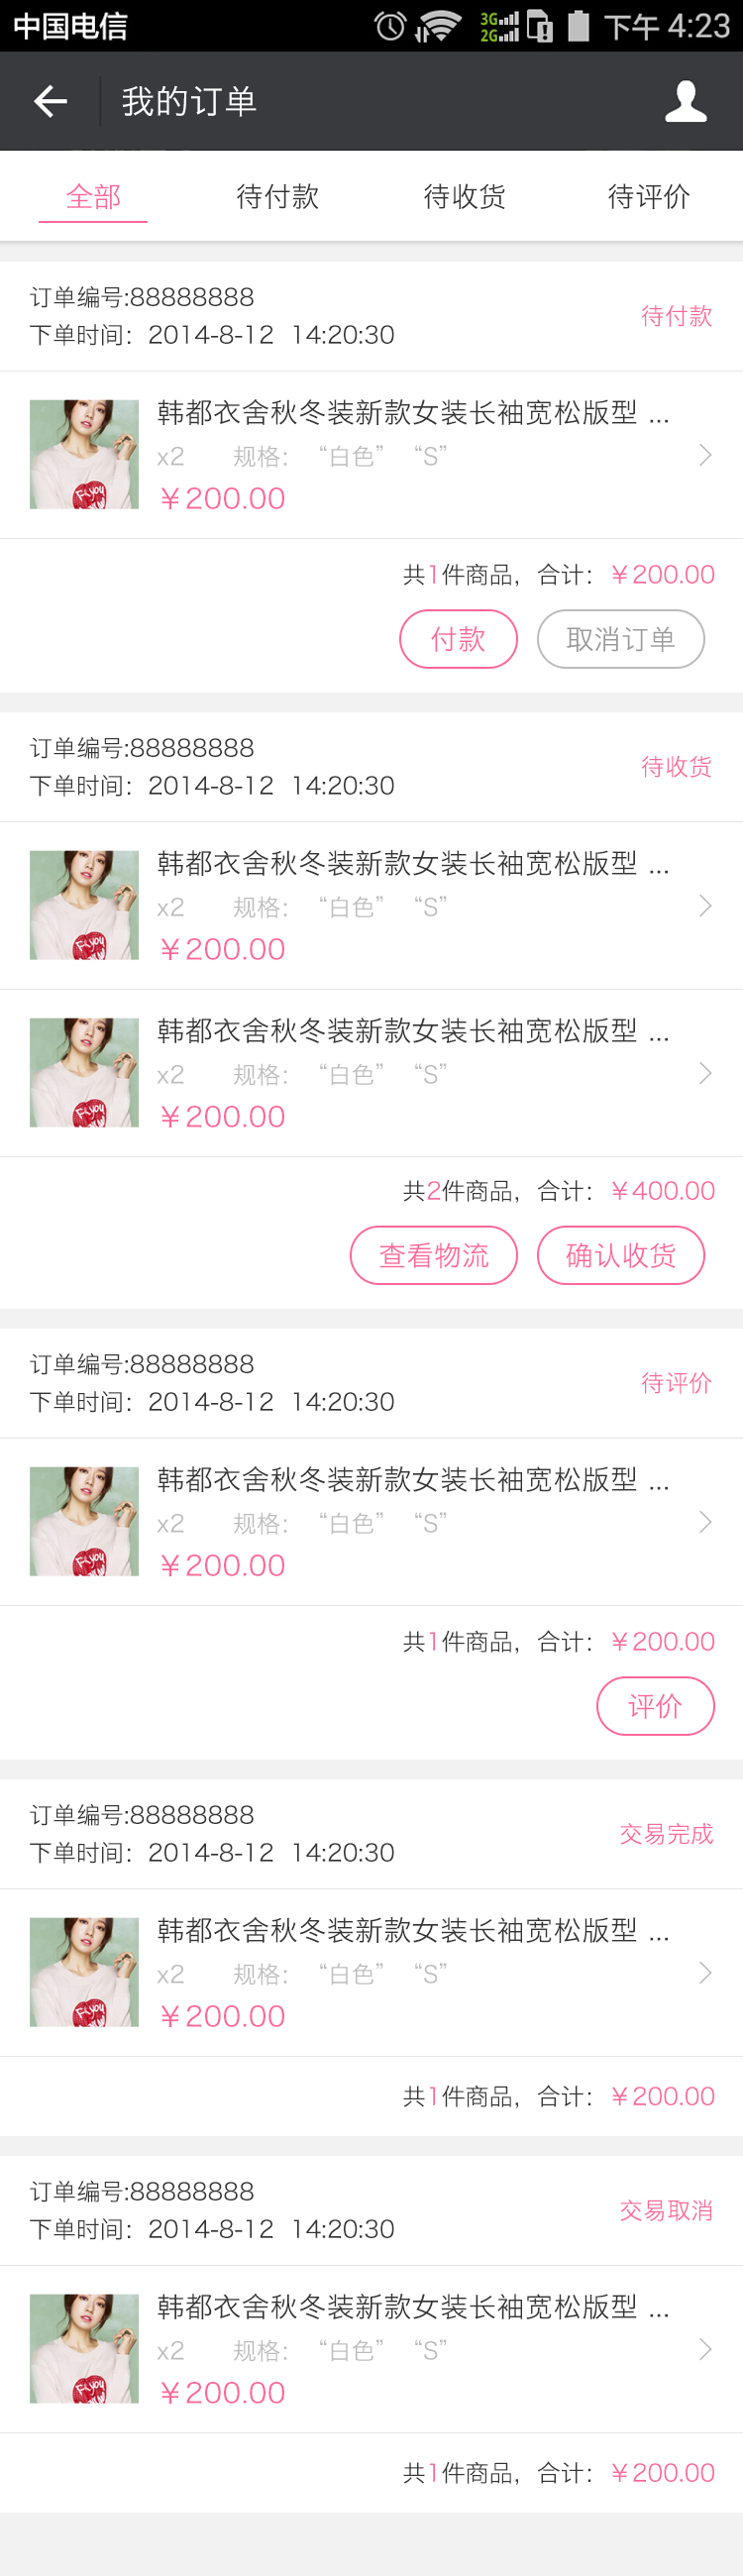 中国电信 3G 2G 下午 4:23
我的订单
全部 待付款 待收货 待评价
订单编号:88888888
待付款
下单时间：2014-8-12 14:20:30
韩都衣舍秋冬装新款女装长袖宽松版型 ...
x2 规格：“白色” “S”
￥200.00
共1件商品，合计：￥200.00
付款 取消订单
订单编号:88888888
待收货
下单时间：2014-8-12 14:20:30
韩都衣舍秋冬装新款女装长袖宽松版型 ...
x2 规格：“白色” “S”
￥200.00
韩都衣舍秋冬装新款女装长袖宽松版型 ...
x2 规格：“白色” “S”
￥200.00
共2件商品，合计：￥400.00
查看物流 确认收货
订单编号:88888888
待评价
下单时间：2014-8-12 14:20:30
韩都衣舍秋冬装新款女装长袖宽松版型 ...
x2 规格：“白色” “S”
￥200.00
共1件商品，合计：￥200.00
评价
订单编号:88888888
交易完成
下单时间：2014-8-12 14:20:30
韩都衣舍秋冬装新款女装长袖宽松版型 ...
x2 规格：“白色” “S”
￥200.00
共1件商品，合计：￥200.00
订单编号:88888888
交易取消
下单时间：2014-8-12 14:20:30
韩都衣舍秋冬装新款女装长袖宽松版型 ...
x2 规格：“白色” “S”
￥200.00
共1件商品，合计：￥200.00